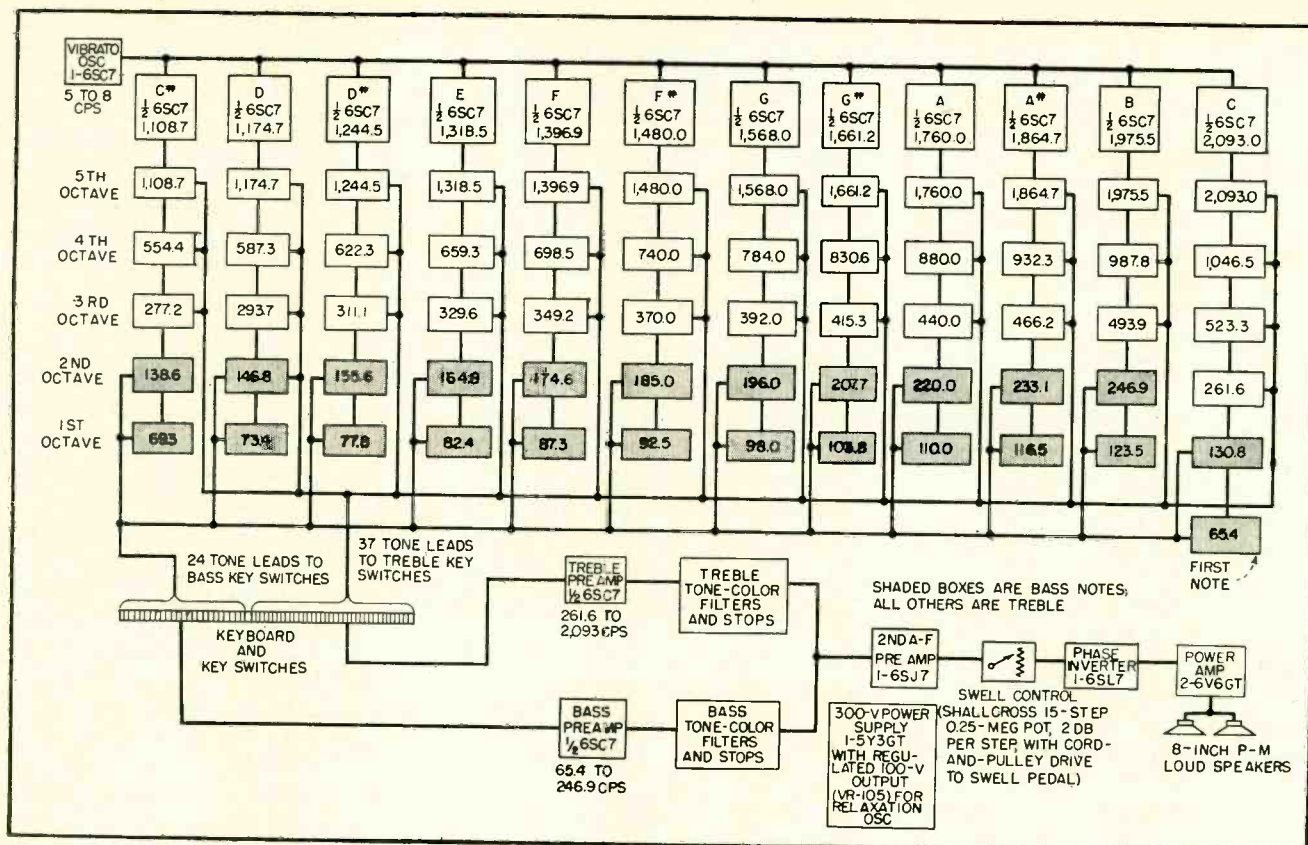 VIBRATO
OSC
1-6SC7
5 TO 8
CPS
C# D D# E F F# G G# A A# B C
½ 6SC7 ½ 6SC7 ½ 6SC7 ½ 6SC7 ½ 6SC7 ½ 6SC7 ½ 6SC7 ½ 6SC7 ½ 6SC7 ½ 6SC7 ½ 6SC7 ½ 6SC7
1,108.7 1,174.7 1,244.5 1,318.5 1,396.9 1,480.0 1,568.0 1,661.2 1,760.0 1,864.7 1,975.5 2,093.0
5TH
OCTAVE
1,108.7 1,174.7 1,244.5 1,318.5 1,396.9 1,480.0 1,568.0 1,661.2 1,760.0 1,864.7 1,975.5 2,093.0
4TH
OCTAVE
554.4 587.3 622.3 659.3 698.5 740.0 784.0 830.6 880.0 932.3 987.8 1,046.5
3RD
OCTAVE
277.2 293.7 311.1 329.6 349.2 370.0 392.0 415.3 440.0 466.2 493.9 523.3
2ND
OCTAVE
138.6 146.8 155.6 164.8 174.6 185.0 196.0 207.7 220.0 233.1 246.9 261.6
1ST
OCTAVE
69.3 73.4 77.8 82.4 87.3 92.5 98.0 103.8 110.0 116.5 123.5 130.8
65.4
FIRST
NOTE
24 TONE LEADS TO
BASS KEY SWITCHES
37 TONE LEADS
TO TREBLE KEY
SWITCHES
KEYBOARD
AND
KEY SWITCHES
TREBLE
PREAMP
½ 6SC7
261.6 TO
2,093 CPS
TREBLE
TONE-COLOR
FILTERS
AND STOPS
BASS
PREAMP
½ 6SC7
65.4 TO
246.9 CPS
BASS
TONE-COLOR
FILTERS
AND STOPS
SHADED BOXES ARE BASS NOTES;
ALL OTHERS ARE TREBLE
2ND A-F
PRE AMP
1-6SJ7
SWELL CONTROL
(SHALLCROSS 15-STEP
0.25-MEG POT, 2 DB
PER STEP, WITH CORD-
AND-PULLEY DRIVE
TO SWELL PEDAL)
PHASE
INVERTER
1-6SL7
POWER
AMP
2-6V6GT
8-INCH P-M
LOUD SPEAKERS
300-V POWER
SUPPLY
1-5Y3GT
WITH REGU-
LATED 100-V
OUTPUT
(VR-105) FOR
RELAXATION
OSC